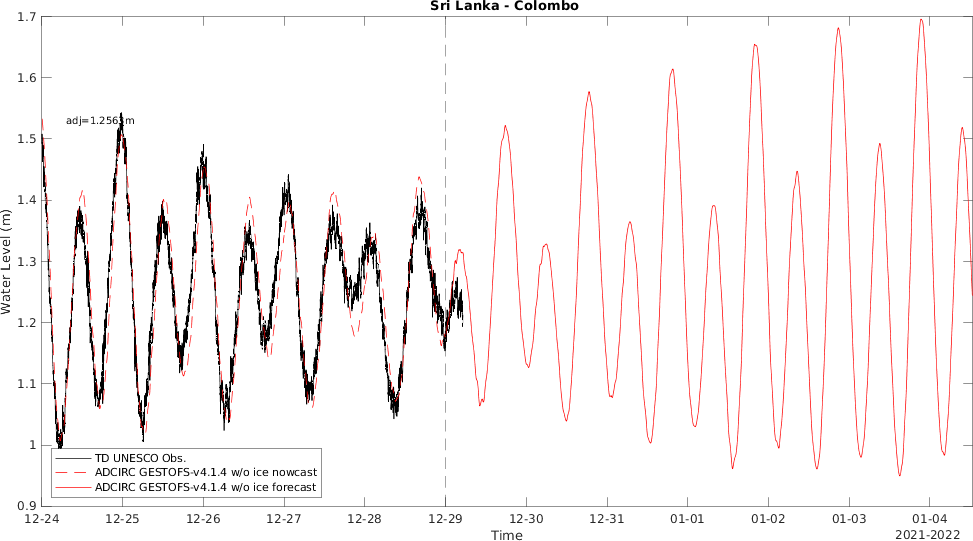 Sri Lanka - Colombo
1.7
1.6
1.5
1.4
1.3
1.2
1.1
1
0.9
Water Level (m)
adj=1.2563m
TD UNESCO Obs.
ADCIRC GESTOFS-v4.1.4 w/o ice nowcast
ADCIRC GESTOFS-v4.1.4 w/o ice forecast
12-24 12-25 12-26 12-27 12-28 12-29 12-30 12-31 01-01 01-02 01-03 01-04
Time
2021-2022